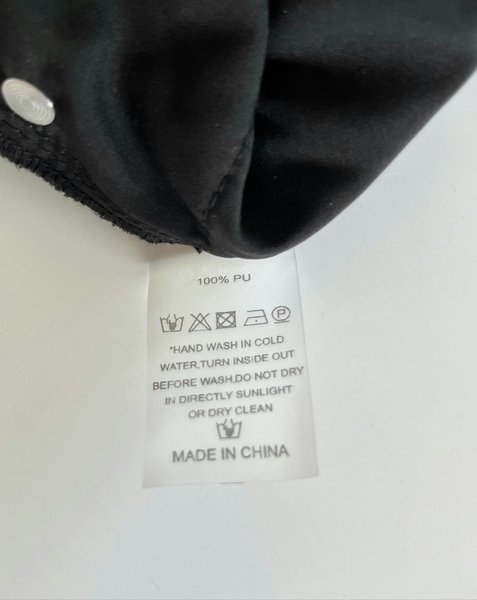 100% PU
P
*HAND WASH IN COLD
WATER,TURN INSIDE OUT
BEFORE WASH.DO NOT DRY
IN DIRECTLY SUNLIGHT
OR DRY CLEAN
MADE IN CHINA